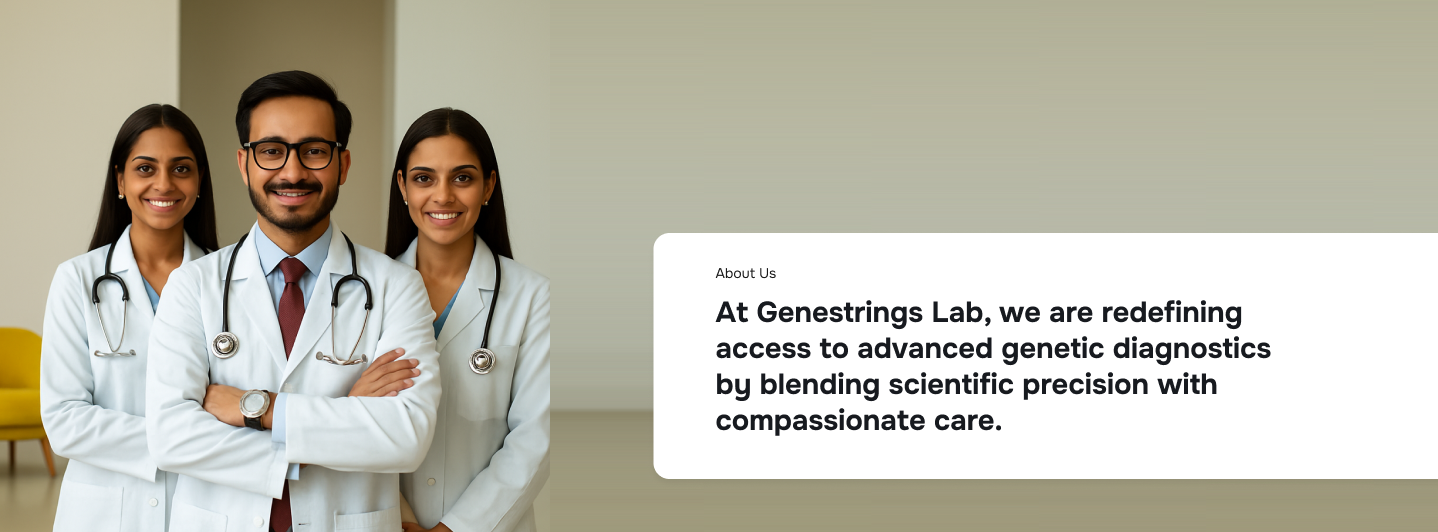 About Us
At Genestrings Lab, we are redefining
access to advanced genetic diagnostics
by blending scientific precision with
compassionate care.